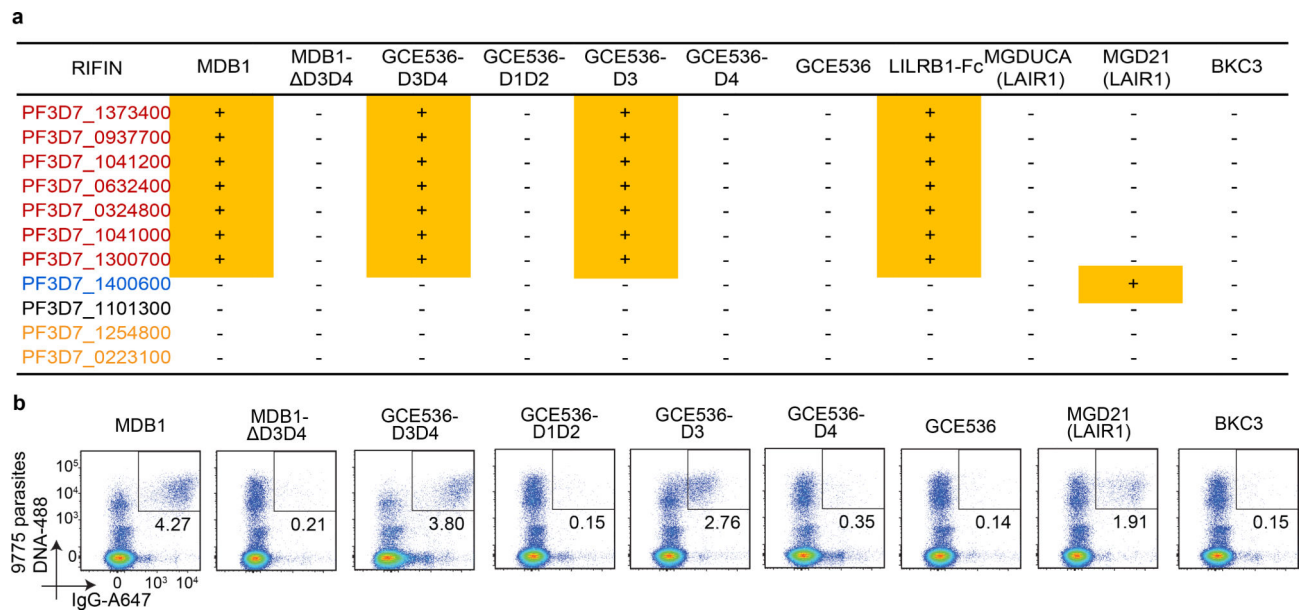 a
RIFIN MDB1 MDB1-ΔD3D4 GCE536-D3D4 GCE536-D1D2 GCE536-D3 GCE536-D4 GCE536 LILRB1-Fc MGDUCA (LAIR1) MGD21 (LAIR1) BKC3
PF3D7_1373400 + - + - + - - + - - -
PF3D7_0937700 + - + - + - - + - - -
PF3D7_1041200 + - + - + - - + - - -
PF3D7_0632400 + - + - + - - + - - -
PF3D7_0324800 + - + - + - - + - - -
PF3D7_1041000 + - + - + - - + - - -
PF3D7_1300700 + - + - + - - + - - -
PF3D7_1400600 - - - - - - - - - + -
PF3D7_1101300 - - - - - - - - - - -
PF3D7_1254800 - - - - - - - - - - -
PF3D7_0223100 - - - - - - - - - - -
b
MDB1 MDB1-ΔD3D4 GCE536-D3D4 GCE536-D1D2 GCE536-D3 GCE536-D4 GCE536 MGD21 (LAIR1) BKC3
9775 parasites
DNA-488
10⁵
10⁴
10³
0
4.27 0.21 3.80 0.15 2.76 0.35 0.14 1.91 0.15
0 10³ 10⁴
IgG-A647